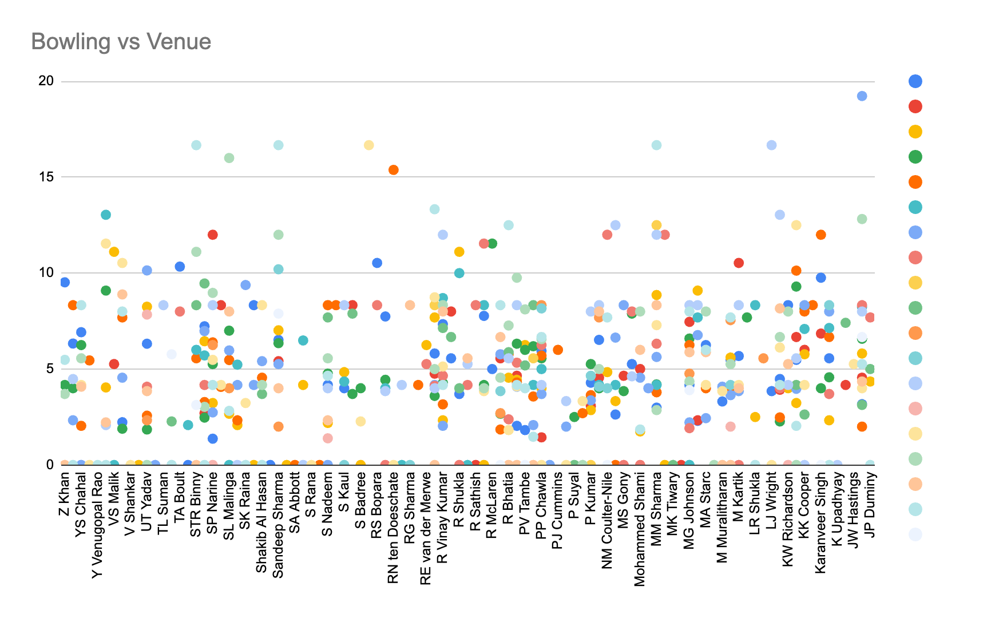 Bowling vs Venue
20
15
10
5
0
Z Khan
YS Chahal
Y Venugopal Rao
VS Malik
V Shankar
UT Yadav
TL Suman
TA Boult
STR Binny
SP Narine
SL Malinga
SK Raina
Shakib Al Hasan
Sandeep Sharma
SA Abbott
S Rana
S Nadeem
S Kaul
S Badree
RS Bopara
RN ten Doeschate
RG Sharma
RE van der Merwe
R Vinay Kumar
R Shukla
R Sathish
R McLaren
R Bhatia
PV Tambe
PP Chawla
PJ Cummins
P Suyal
P Kumar
NM Coulter-Nile
MS Gony
Mohammed Shami
MM Sharma
MK Tiwary
MG Johnson
MA Starc
M Muralitharan
M Kartik
LR Shukla
LJ Wright
KW Richardson
KK Cooper
Karanveer Singh
K Upadhyay
JW Hastings
JP Duminy